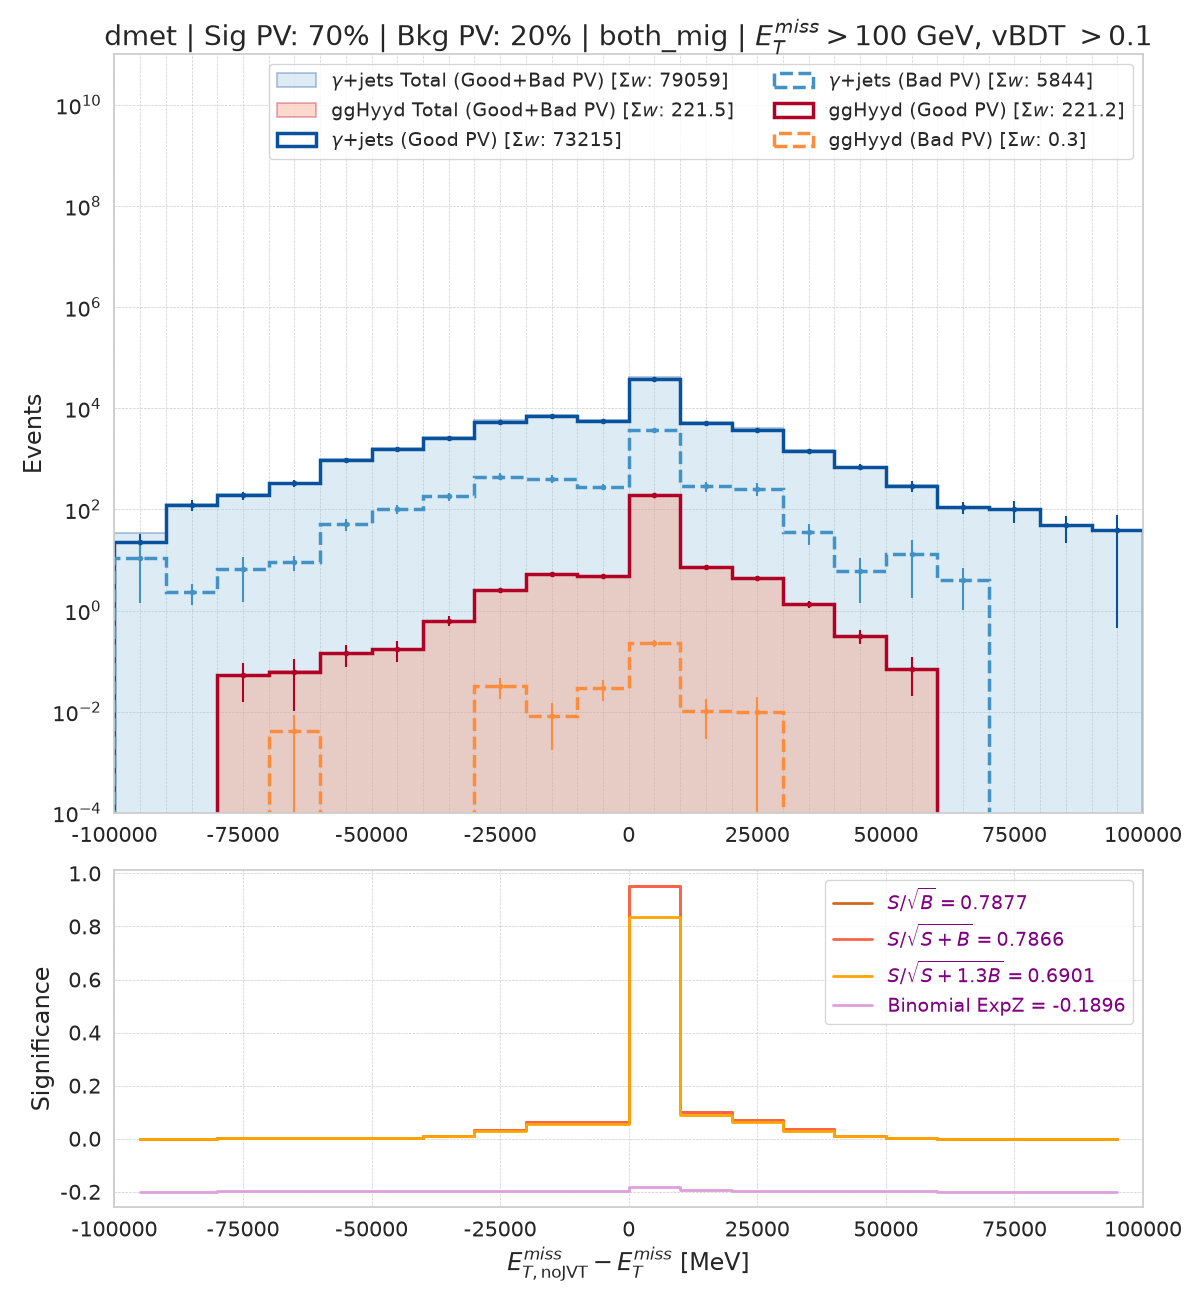 dmet | Sig PV: 70% | Bkg PV: 20% | both_mig | $E_T^{miss} > 100$ GeV, vBDT $> 0.1$
γ+jets Total (Good+Bad PV) [Σw: 79059]
ggHyyd Total (Good+Bad PV) [Σw: 221.5]
γ+jets (Good PV) [Σw: 73215]
γ+jets (Bad PV) [Σw: 5844]
ggHyyd (Good PV) [Σw: 221.2]
ggHyyd (Bad PV) [Σw: 0.3]
Events
$10^{10}$
$10^{8}$
$10^{6}$
$10^{4}$
$10^{2}$
$10^{0}$
$10^{-2}$
$10^{-4}$
-100000 -75000 -50000 -25000 0 25000 50000 75000 100000
Significance
1.0
0.8
0.6
0.4
0.2
0.0
-0.2
$S/\sqrt{B} = 0.7877$
$S/\sqrt{S + B} = 0.7866$
$S/\sqrt{S + 1.3B} = 0.6901$
Binomial ExpZ = -0.1896
-100000 -75000 -50000 -25000 0 25000 50000 75000 100000
$E_{T,noJVT}^{miss} - E_T^{miss}$ [MeV]